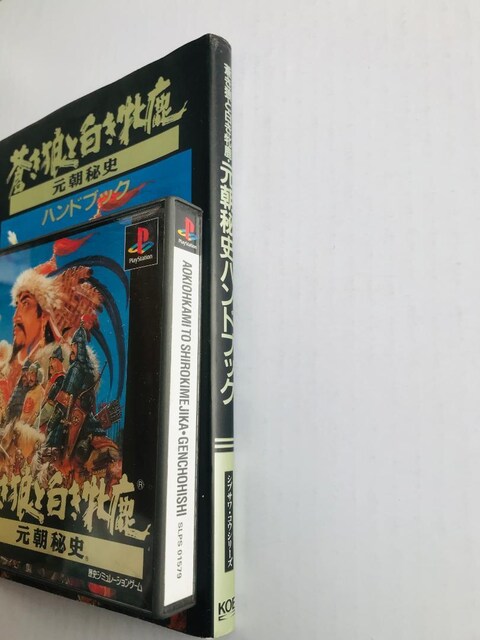 蒼き狼と白き牝鹿
元朝秘史
ハンドブック
蒼き狼と白き牝鹿・元朝秘史ハンドブック
シブサワ・コウ・シリーズ
KOE
PlayStation
き狼と白き牝鹿®
元朝秘史
歴史シミュレーションゲーム
PlayStation
AOKIOHKAMI TO SHIROKIMEJIKA・GENCHOHISHI
SLPS 01579